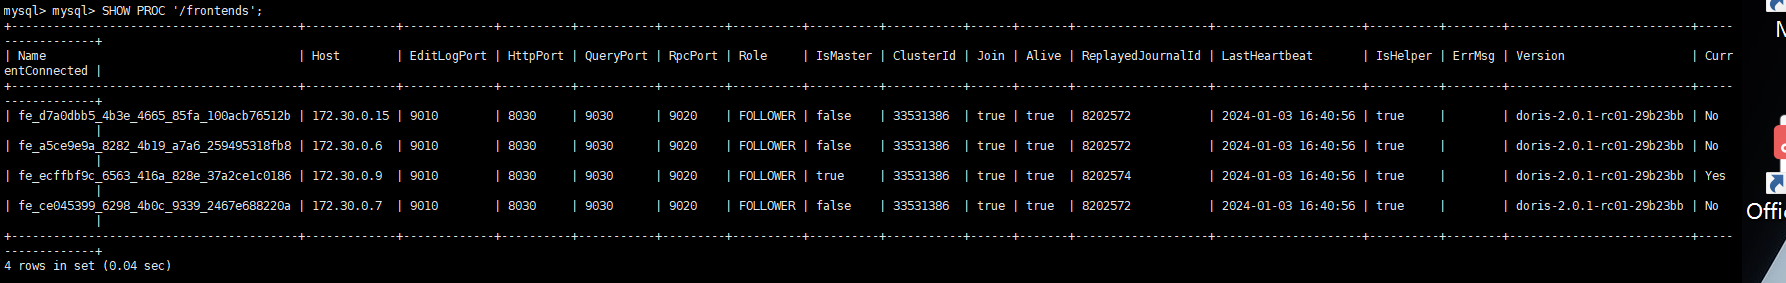 mysql> mysql> SHOW PROC '/frontends';
+-----------------------------------------+--------------+-------------+----------+-----------+---------+----------+----------+-----------+------+-------+-------------------+---------------------+----------+--------+--------------------------+-----
-------------+
| Name                                    | Host         | EditLogPort | HttpPort | QueryPort | RpcPort | Role     | IsMaster | ClusterId | Join | Alive | ReplayedJournalId | LastHeartbeat       | IsHelper | ErrMsg | Version                  | Curr
entConnected |
+-----------------------------------------+--------------+-------------+----------+-----------+---------+----------+----------+-----------+------+-------+-------------------+---------------------+----------+--------+--------------------------+-----
-------------+
| fe_d7a0dbb5_4b3e_4665_85fa_100acb76512b | 172.30.0.15 | 9010        | 8030     | 9030      | 9020    | FOLLOWER | false    | 33531386  | true | true  | 8202572           | 2024-01-03 16:40:56 | true     |        | doris-2.0.1-rc01-29b23bb | No
             |
| fe_a5ce9e9a_8282_4b19_a7a6_259495318fb8 | 172.30.0.6  | 9010        | 8030     | 9030      | 9020    | FOLLOWER | false    | 33531386  | true | true  | 8202572           | 2024-01-03 16:40:56 | true     |        | doris-2.0.1-rc01-29b23bb | No
             |
| fe_ecffbf9c_6563_416a_828e_37a2ce1c0186 | 172.30.0.9  | 9010        | 8030     | 9030      | 9020    | FOLLOWER | true     | 33531386  | true | true  | 8202574           | 2024-01-03 16:40:56 | true     |        | doris-2.0.1-rc01-29b23bb | Yes
             |
| fe_ce045399_6298_4b0c_9339_2467e688220a | 172.30.0.7  | 9010        | 8030     | 9030      | 9020    | FOLLOWER | false    | 33531386  | true | true  | 8202572           | 2024-01-03 16:40:56 | true     |        | doris-2.0.1-rc01-29b23bb | No
             |
+-----------------------------------------+--------------+-------------+----------+-----------+---------+----------+----------+-----------+------+-------+-------------------+---------------------+----------+--------+--------------------------+-----
-------------+
4 rows in set (0.04 sec)
Offi